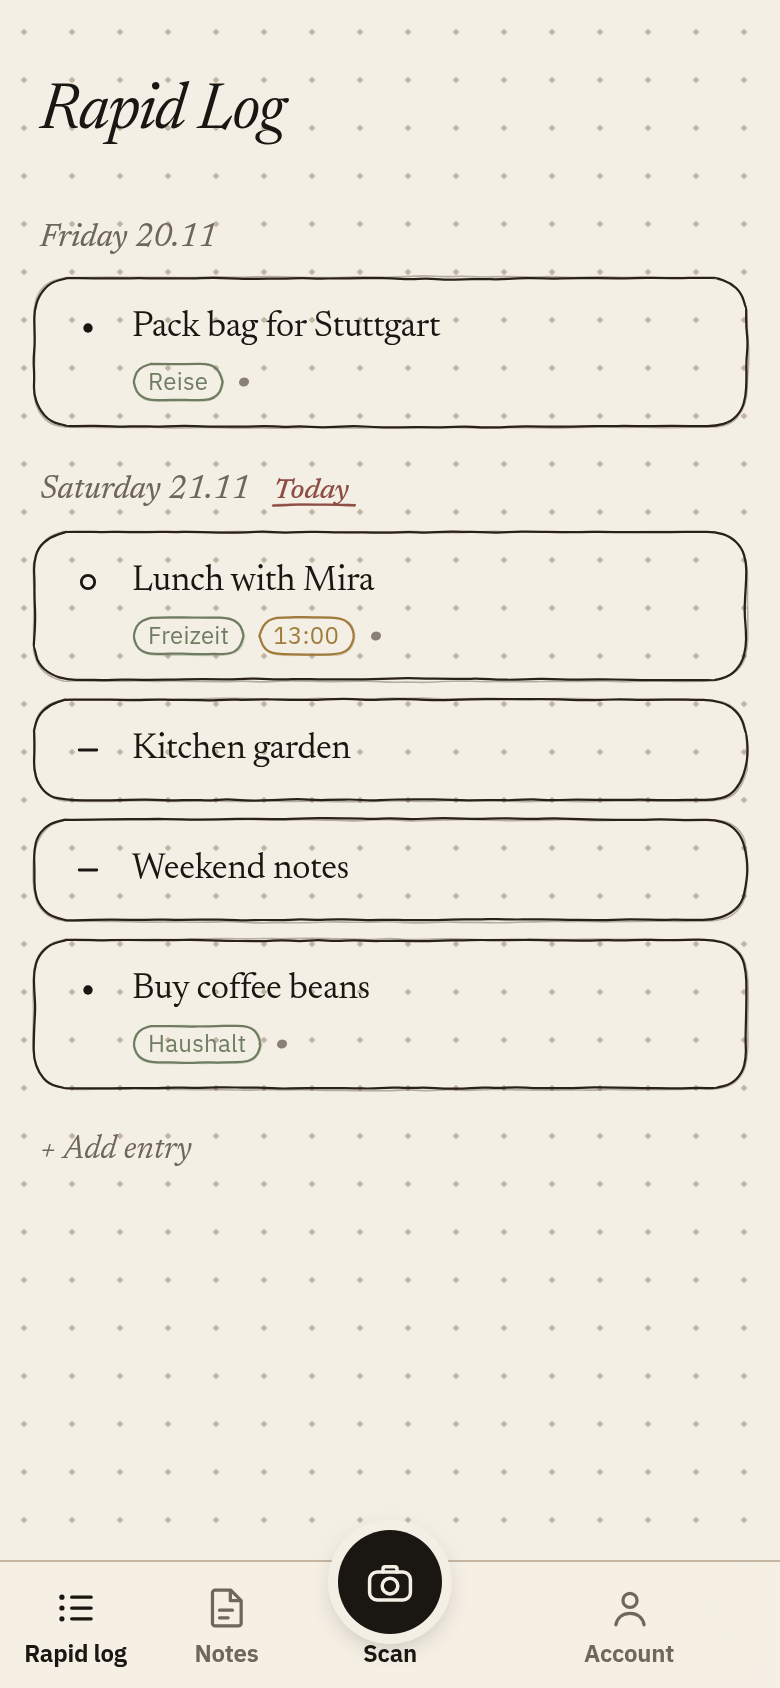 Rapid Log
Friday 20.11
• Pack bag for Stuttgart
Reise •
Saturday 21.11 Today
○ Lunch with Mira
Freizeit 13:00 •
– Kitchen garden
– Weekend notes
• Buy coffee beans
Haushalt •
+ Add entry
Rapid log Notes Scan Account